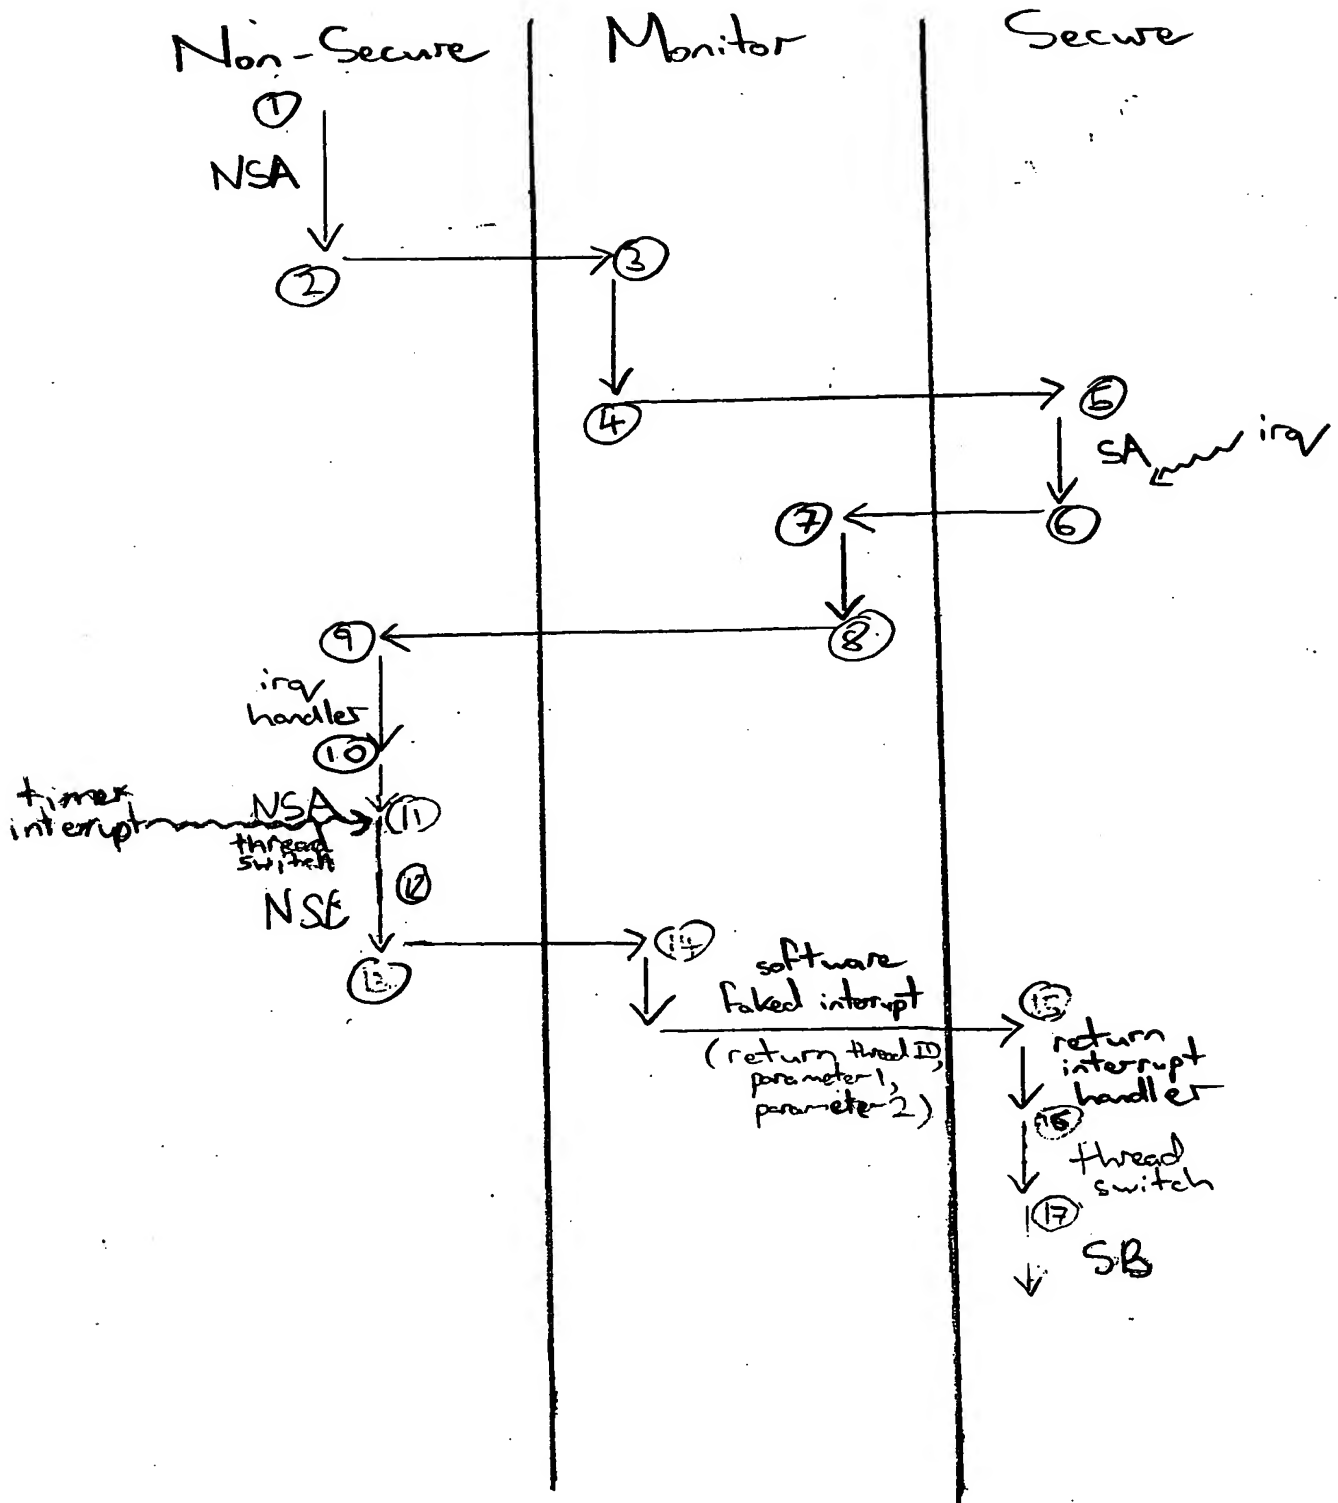 Non-Secure
Monitor
Secure
1
NSA
2
3
4
5
SA
irq
6
7
8
9
irq
handler
10
timer
interrupt
NSA
11
thread
switch
12
NSE
13
14
software
faked interrupt
(return thread ID,
parameter 1,
parameter 2)
15
return
interrupt
handler
16
thread
switch
17
SB